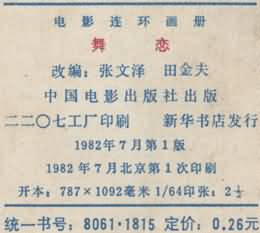 电影连环画册
舞恋
改编：张文泽 田金夫
中国电影出版社出版
二二〇七工厂印刷 新华书店发行
1982年7月第1版
1982年7月北京第1次印刷
开本：787×1092毫米 1/64印张：2½
统一书号：8061·1815 定价：0.26元